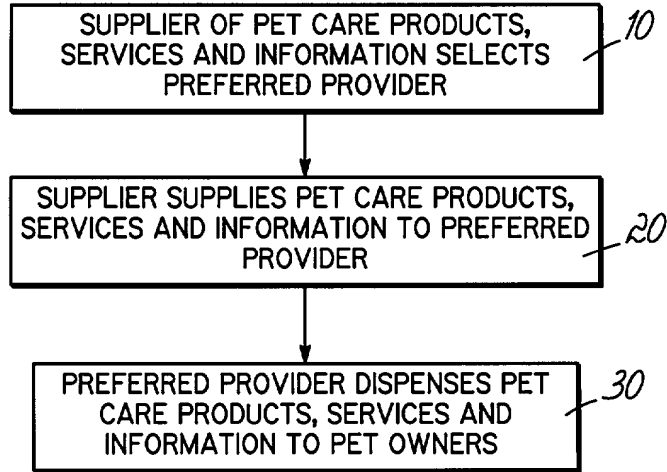 SUPPLIER OF PET CARE PRODUCTS,
SERVICES AND INFORMATION SELECTS
PREFERRED PROVIDER
10
SUPPLIER SUPPLIES PET CARE PRODUCTS,
SERVICES AND INFORMATION TO PREFERRED
PROVIDER
20
PREFERRED PROVIDER DISPENSES PET
CARE PRODUCTS, SERVICES AND
INFORMATION TO PET OWNERS
30